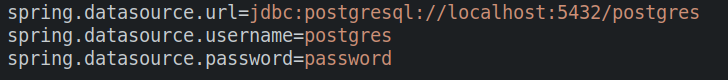 spring.datasource.url=jdbc:postgresql://localhost:5432/postgres
spring.datasource.username=postgres
spring.datasource.password=password